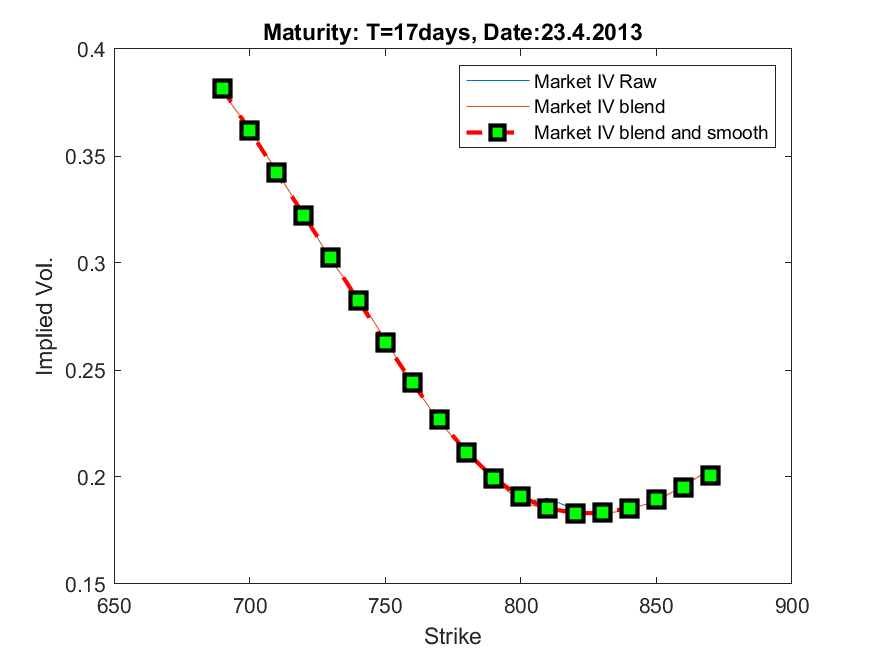 Maturity: T=17days, Date:23.4.2013
0.4
Market IV Raw
Market IV blend
Market IV blend and smooth
0.35
0.3
Implied Vol.
0.25
0.2
0.15
650 700 750 800 850 900
Strike